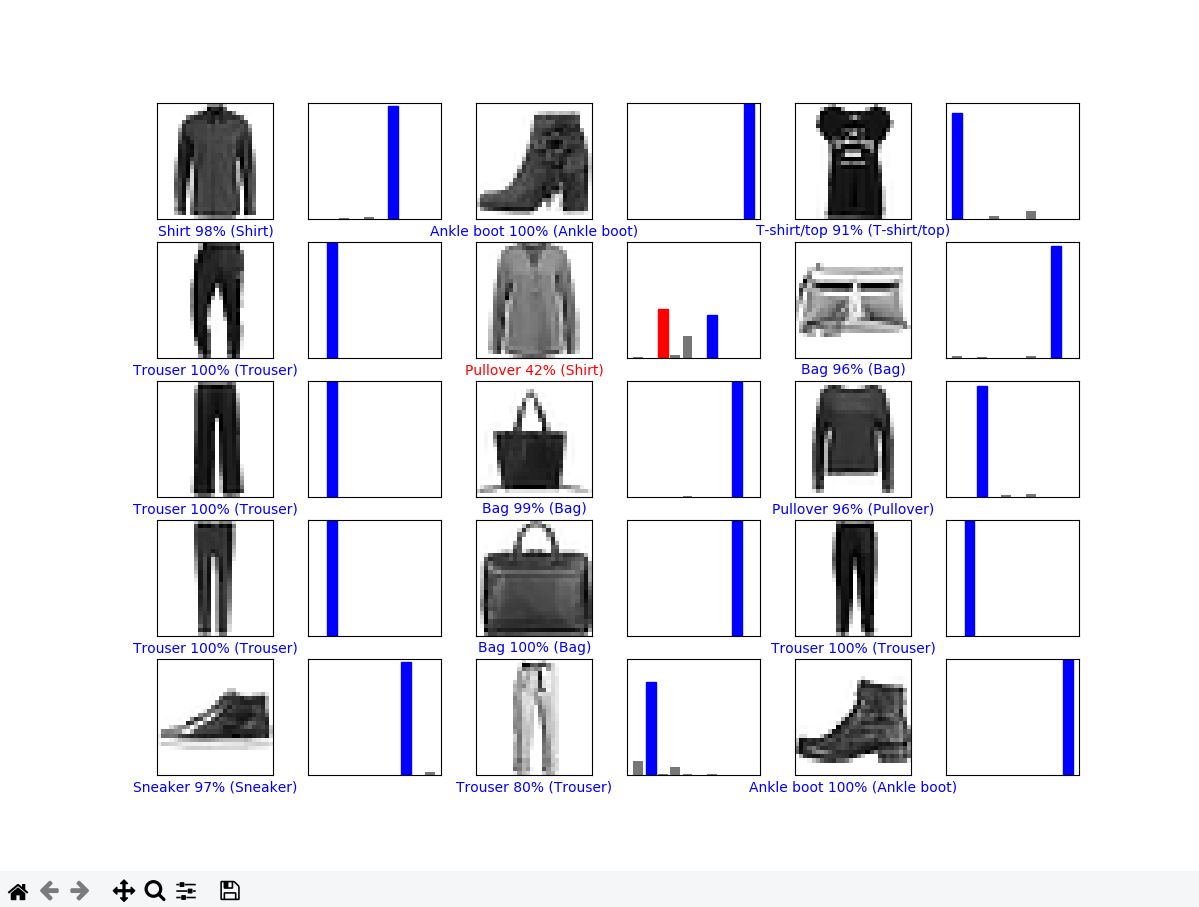 Shirt 98% (Shirt)
Ankle boot 100% (Ankle boot)
T-shirt/top 91% (T-shirt/top)
Trouser 100% (Trouser)
Pullover 42% (Shirt)
Bag 96% (Bag)
Trouser 100% (Trouser)
Bag 99% (Bag)
Pullover 96% (Pullover)
Trouser 100% (Trouser)
Bag 100% (Bag)
Trouser 100% (Trouser)
Sneaker 97% (Sneaker)
Trouser 80% (Trouser)
Ankle boot 100% (Ankle boot)